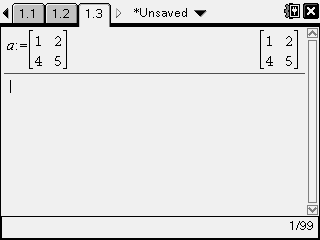 1.1 1.2 1.3 *Unsaved
a:=[1 2 [1 2
4 5] 4 5]
1/99